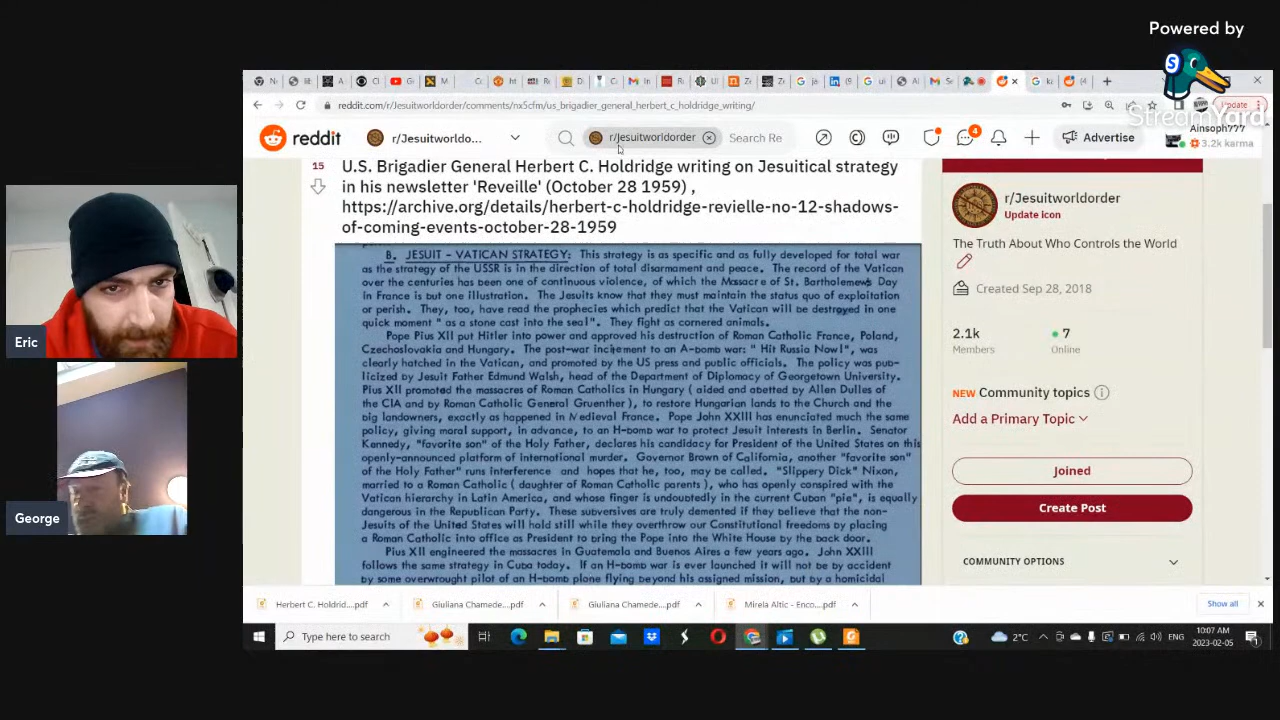 Powered by
StreamYard
reddit.com/r/Jesuitworldorder/comments/nx5cfm/us_brigadier_general_herbert_c_holdridge_writing/
Update
reddit
r/Jesuitworldo...
r/Jesuitworldorder
Search Re
4
Advertise
Ainsoph777
3.2k karma
15
U.S. Brigadier General Herbert C. Holdridge writing on Jesuitical strategy
in his newsletter 'Reveille' (October 28 1959) ,
https://archive.org/details/herbert-c-holdridge-revielle-no-12-shadows-
of-coming-events-october-28-1959
B. JESUIT - VATICAN STRATEGY: This strategy is as specific and as fully developed for total war
as the strategy of the USSR is in the direction of total disarmament and peace. The record of the Vatican
over the centuries has been one of continuous violence, of which the Massacre of St. Bartholemews Day
in France is but one illustration. The Jesuits know that they must maintain the status quo of exploitation
or perish. They, too, have read the prophecies which predict that the Vatican will be destroyed in one
quick moment " as a stone cast into the seal". They fight as cornered animals.
Pope Pius XII put Hitler into power and approved his destruction of Roman Catholic France, Poland,
Czechoslovakia and Hungary. The post-war incitement to an A-bomb war: " Hit Russia Now!", was
clearly hatched in the Vatican, and promoted by the US press and public officials. The policy was pub-
licized by Jesuit Father Edmund Walsh, head of the Department of Diplomacy of Georgetown University.
Pius XII promoted the massacres of Roman Catholics in Hungary ( aided and abetted by Allen Dulles of
the CIA and by Roman Catholic General Gruenther), to restore Hungarian lands to the Church and the
big landowners, exactly as happened in Medieval France. Pope John XXIII has enunciated much the same
policy, giving moral support, in advance, to an H-bomb war to protect Jesuit interests in Berlin. Senator
Kennedy, "favorite son" of the Holy Father, declares his candidacy for President of the United States on this
openly-announced platform of international murder. Governor Brown of California, another "favorite son"
of the Holy Father" runs interference and hopes that he, too, may be called. "Slippery Dick" Nixon,
married to a Roman Catholic ( daughter of Roman Catholic parents), who has openly conspired with the
Vatican hierarchy in Latin America, and whose finger is undoubtedly in the current Cuban "pie", is equally
dangerous in the Republican Party. These subversives are truly demented if they believe that the non-
Jesuits of the United States will hold still while they overthrow our Constitutional freedoms by placing
a Roman Catholic into office as President to bring the Pope into the White House by the back door.
Pius XII engineered the massacres in Guatemala and Buenos Aires a few years ago. John XXIII
follows the same strategy in Cuba today. If an H-bomb war is ever launched it will not be by accident
by some overwrought pilot of an H-bomb plane flying beyond his assigned mission, but by a homicidal
r/Jesuitworldorder
Update icon
The Truth About Who Controls the World
Created Sep 28, 2018
2.1k
Members
7
Online
NEW Community topics
Add a Primary Topic
Joined
Create Post
COMMUNITY OPTIONS
Eric
George
Herbert C. Holdrid....pdf
Giuliana Chamede....pdf
Giuliana Chamede....pdf
Mirela Altic - Enco....pdf
Show all
Type here to search
2°C
ENG
10:07 AM
2023-02-05